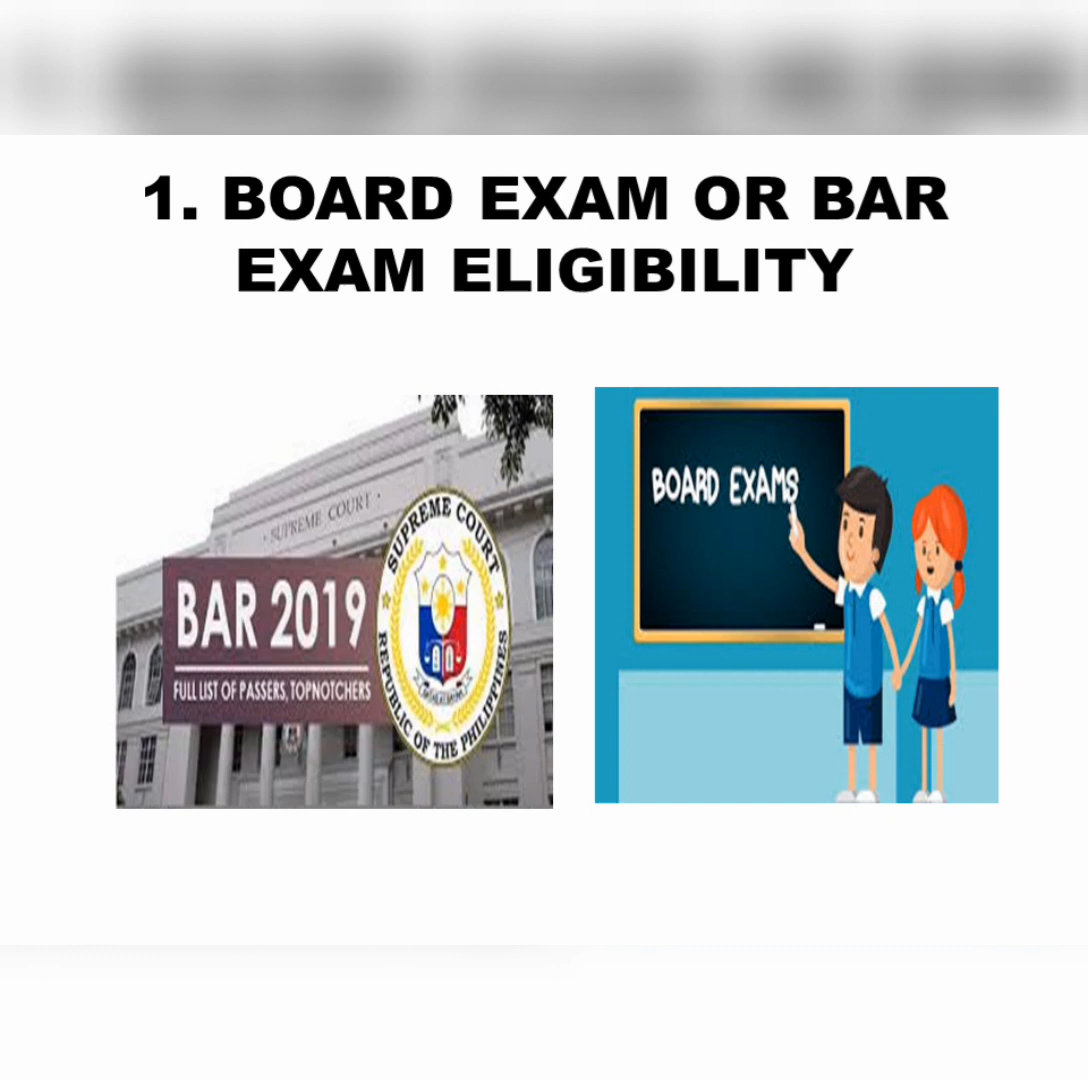 1. BOARD EXAM OR BAR
EXAM ELIGIBILITY
SUPREME COURT
BAR 2019
FULL LIST OF PASSERS, TOPNOTCHERS
SUPREME COURT
REPUBLIC OF THE PHILIPPINES
BOARD EXAMS